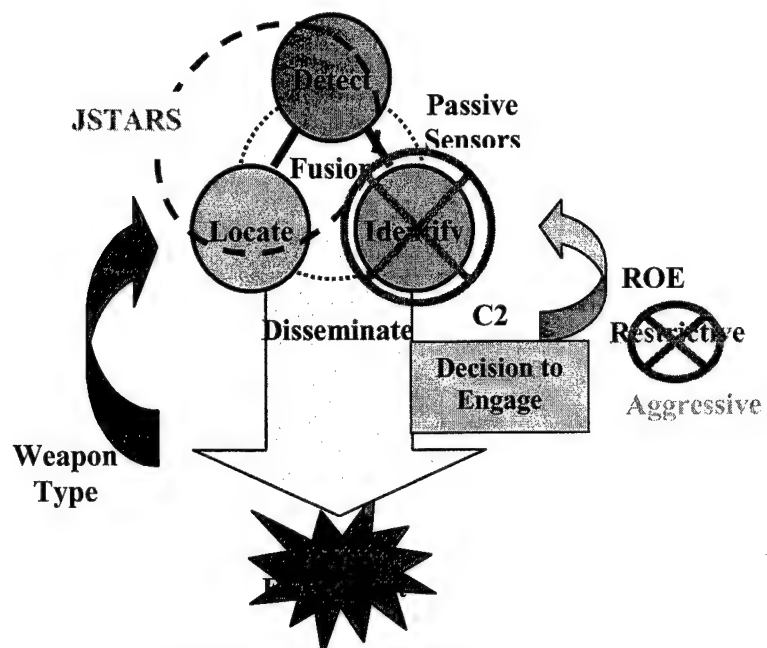 Detect
JSTARS
Passive
Sensors
Fusion
Locate
Identify
ROE
Disseminate
C2
Restrictive
Decision to
Engage
Aggressive
Weapon
Type